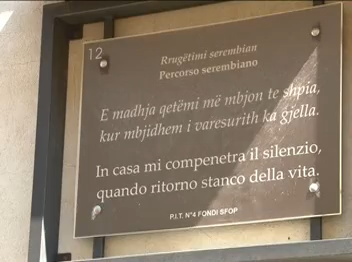 12
Rrugëtimi serembian
Percorso serembiano
E madhja qetëmi më mbjon te shpia,
kur mbjidhem i varesurith ka gjella.
In casa mi compenetra il silenzio,
quando ritorno stanco della vita.
P.I.T. N°4 FONDI SFOP